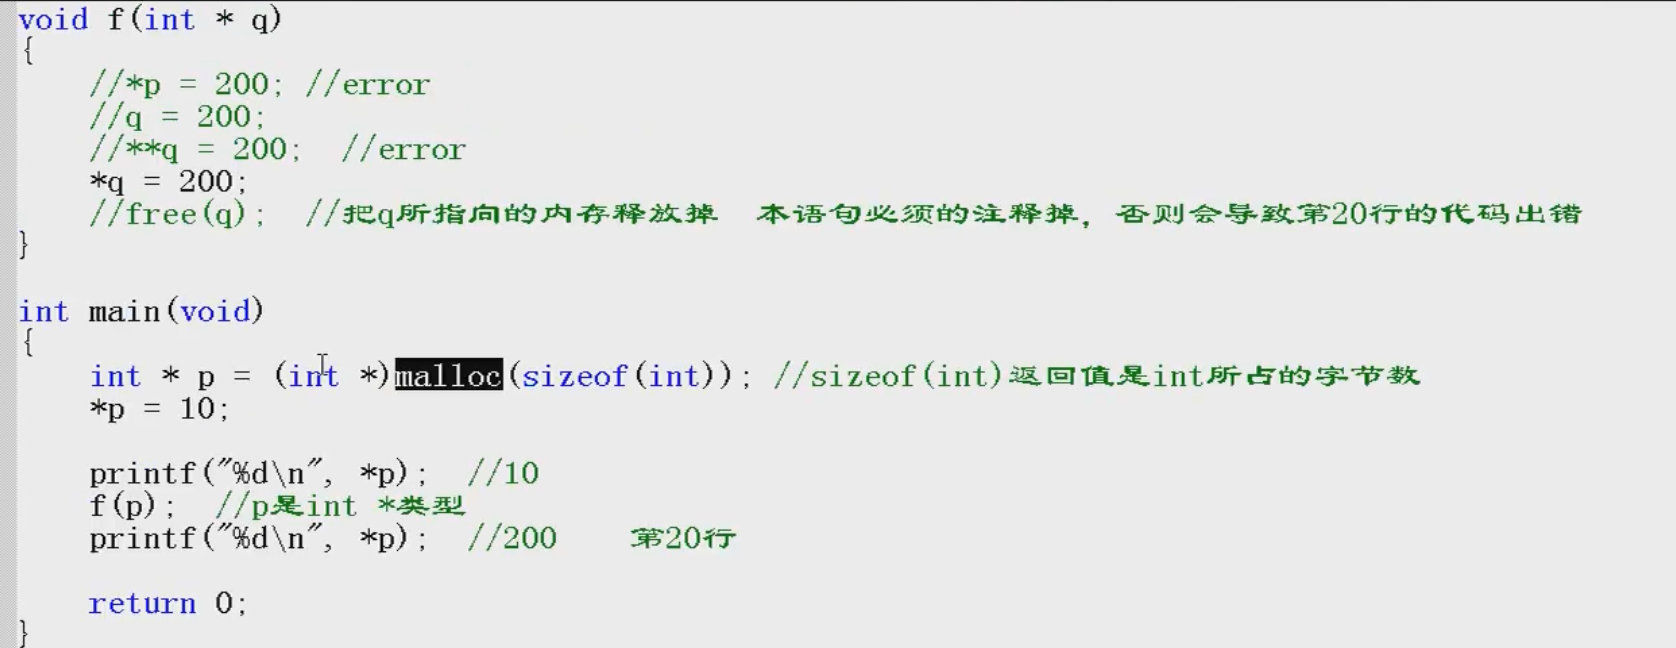 void f(int * q)
{
//*p = 200; //error
//q = 200;
//**q = 200;  //error
*q = 200;
//free(q);  //把q所指向的内存释放掉  本语句必须的注释掉，否则会导致第20行的代码出错
}
int main(void)
{
int * p = (int *)malloc(sizeof(int)); //sizeof(int)返回值是int所占的字节数
*p = 10;
printf("%d\n", *p);  //10
f(p);  //p是int *类型
printf("%d\n", *p);  //200    第20行
return 0;
}